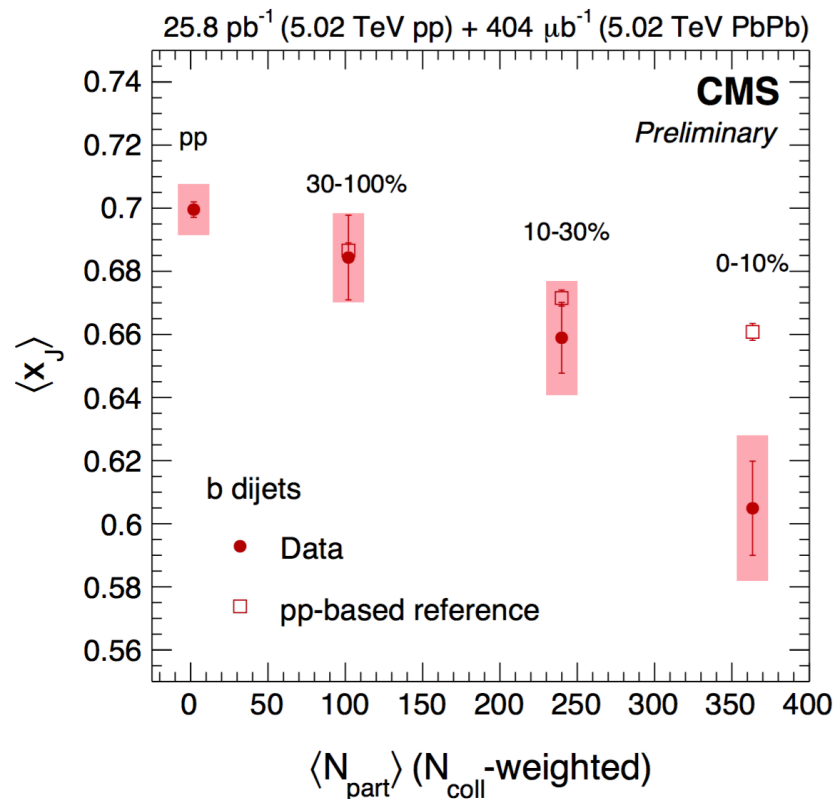 25.8 pb⁻¹ (5.02 TeV pp) + 404 μb⁻¹ (5.02 TeV PbPb)
CMS
Preliminary
pp
30-100%
10-30%
0-10%
0.74
0.72
0.7
0.68
0.66
0.64
0.62
0.6
0.58
0.56
⟨x_J⟩
b dijets
Data
pp-based reference
0 50 100 150 200 250 300 350 400
⟨N_part⟩ (N_coll-weighted)